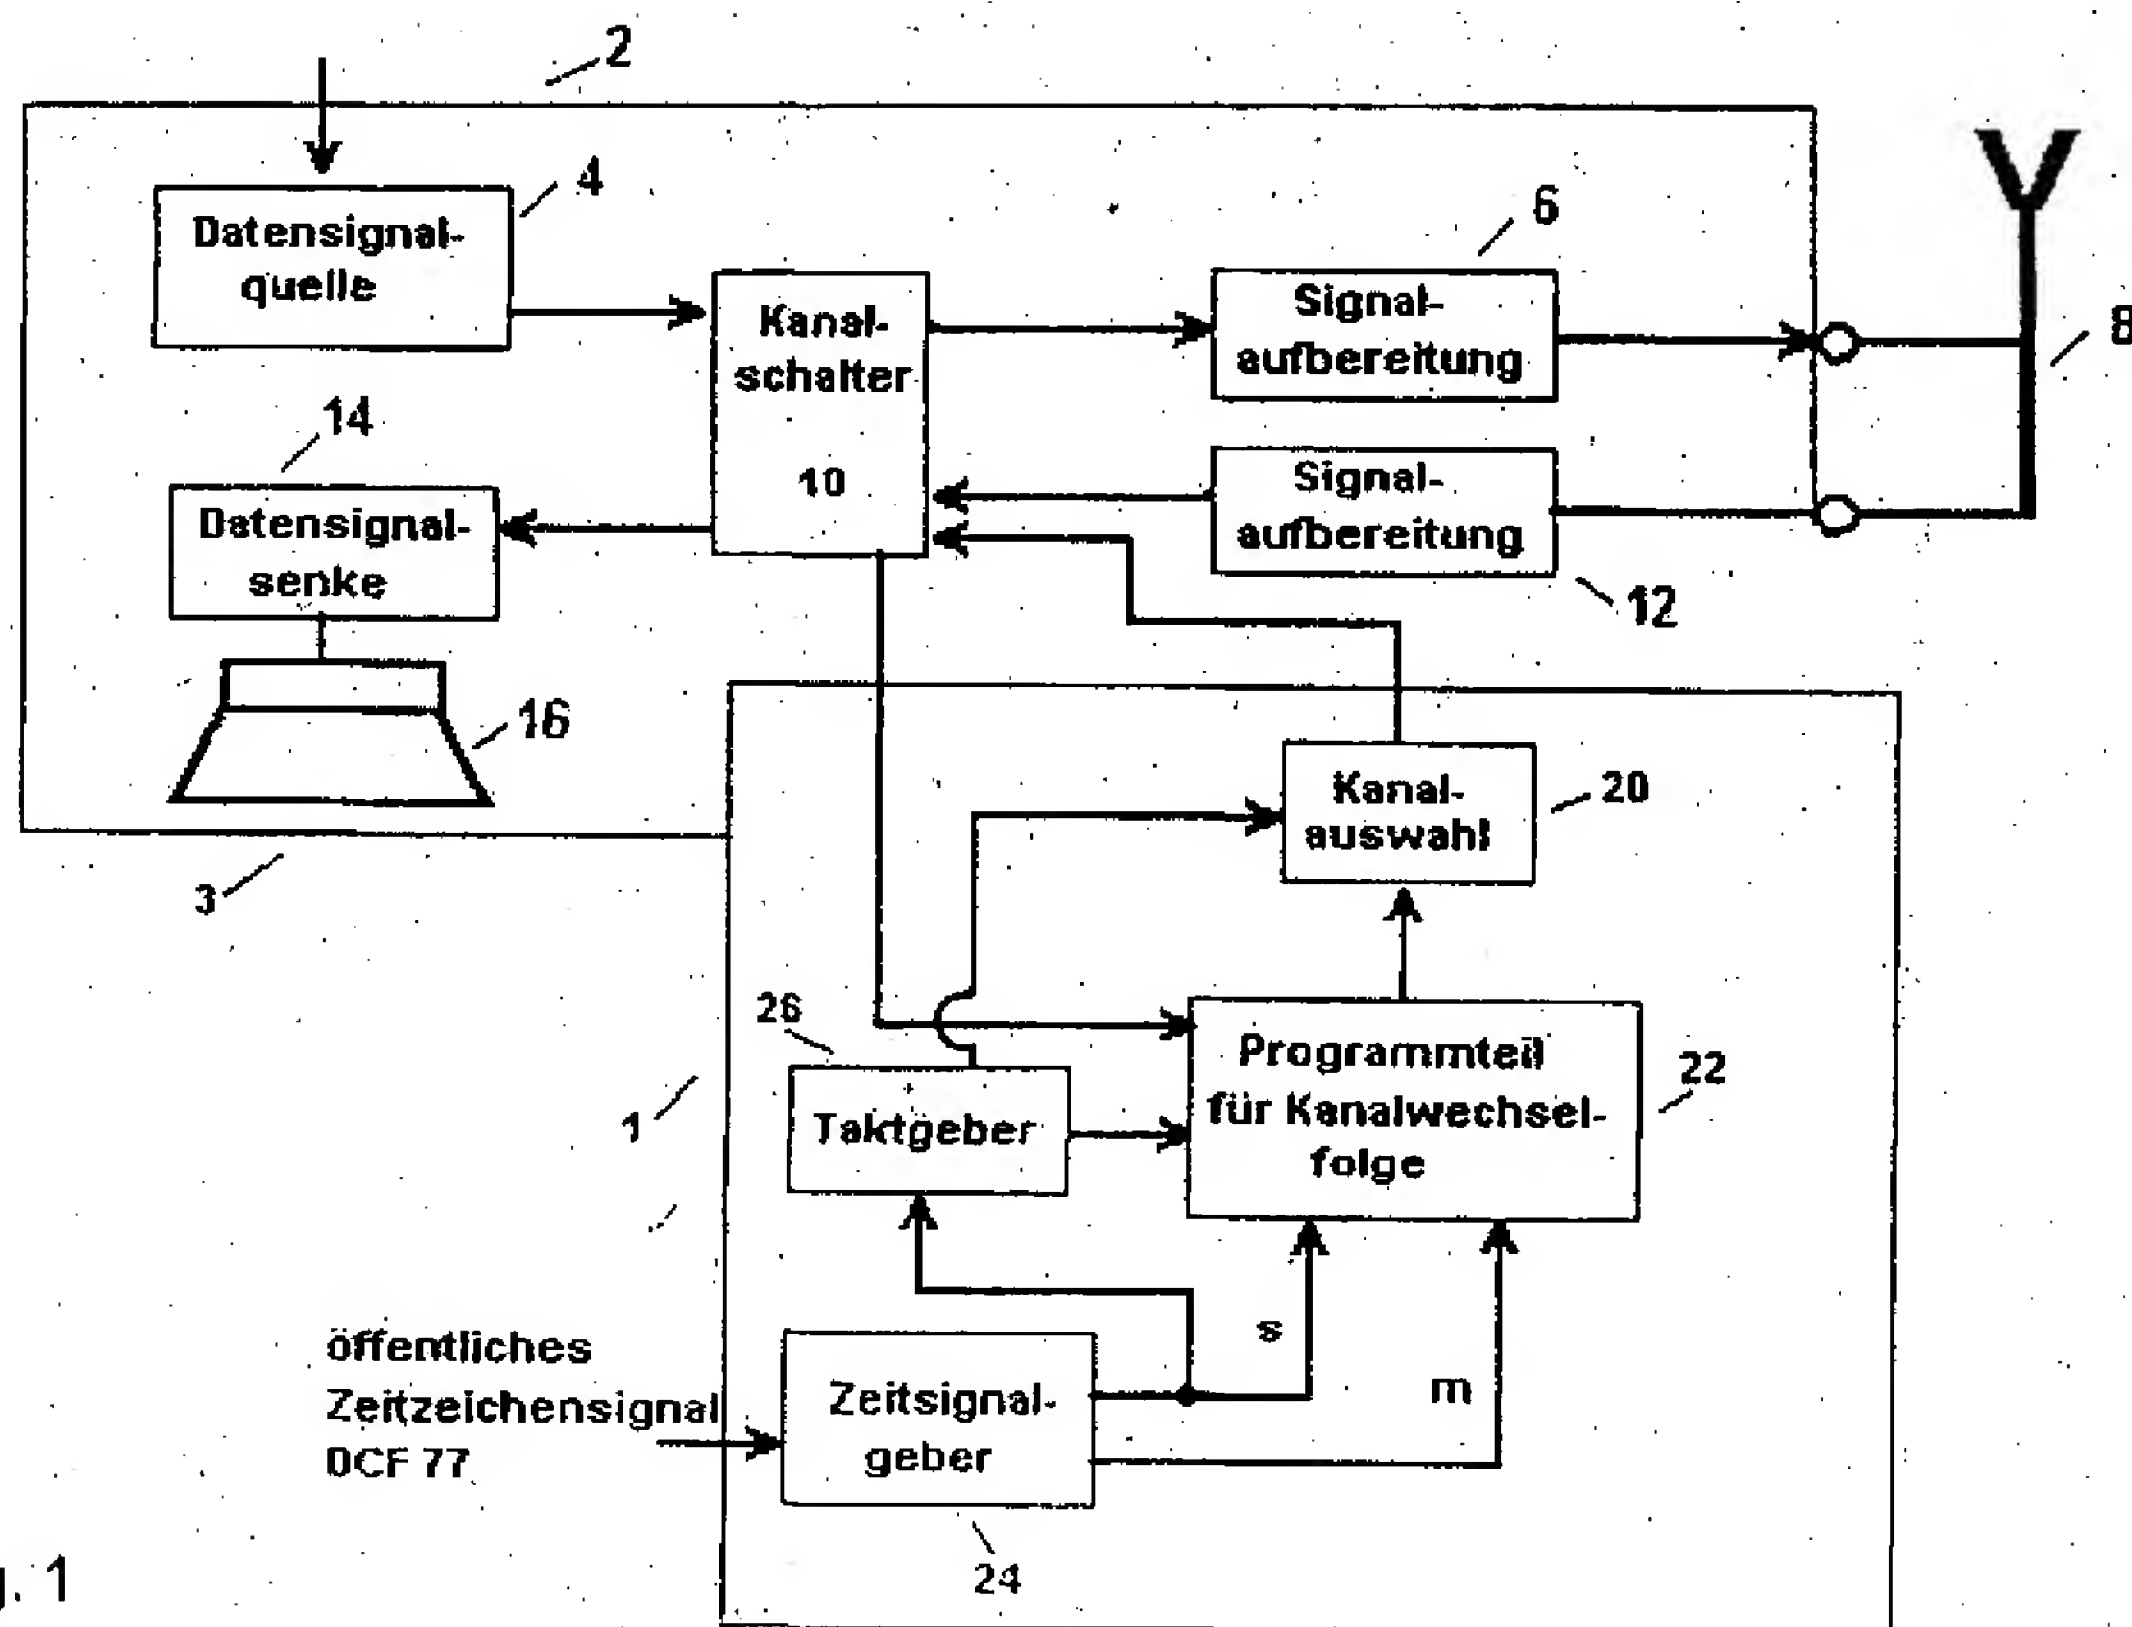 2
4
Datensignal-
quelle
6
Signal-
aufbereitung
8
Kanal-
schalter
10
14
Datensignal-
senke
Signal-
aufbereitung
12
16
3
Kanal-
auswahl
20
26
Taktgeber
Programmteil
für Kanalwechsel-
folge
22
1
s
m
öffentliches
Zeitzeichensignal
DCF 77
Zeitsignal-
geber
24
. 1